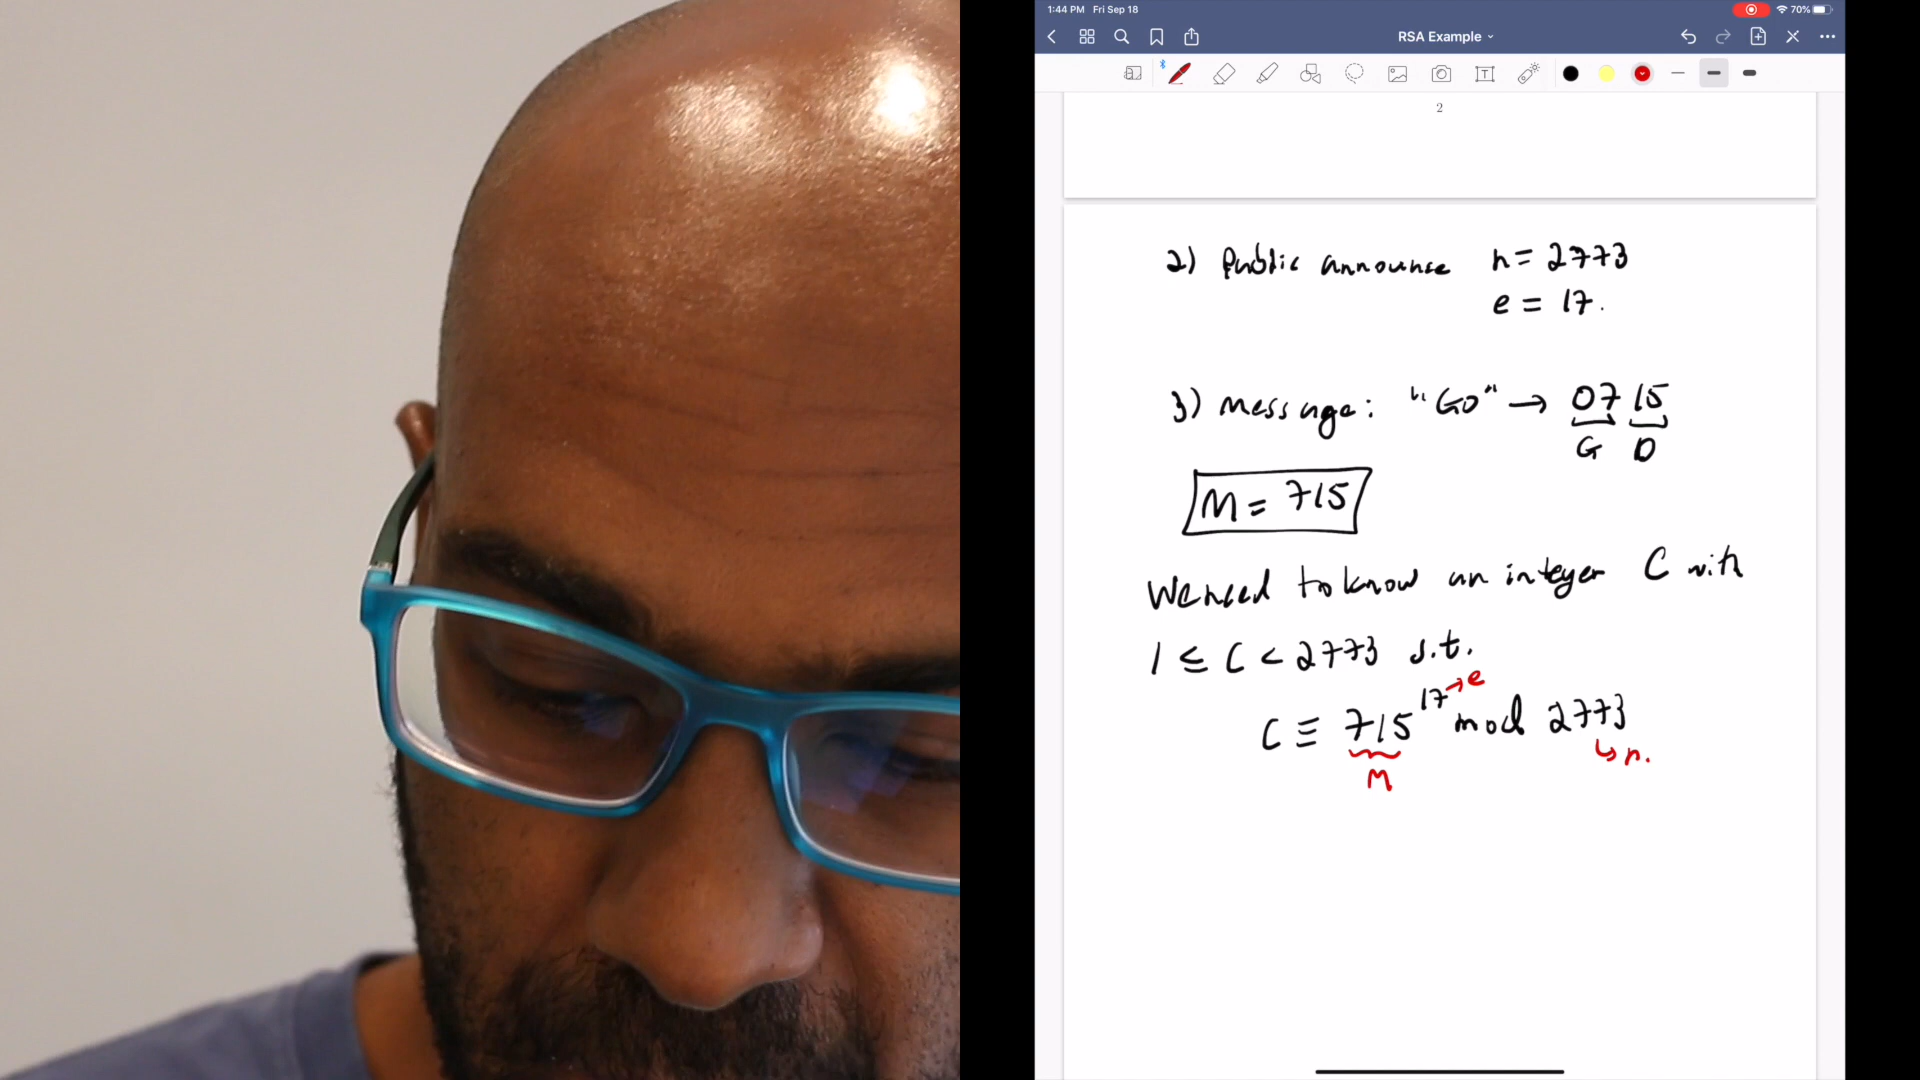 1:44 PM Fri Sep 18
70%
RSA Example
2
2) Public announce n = 2773
e = 17.
3) Message: "GO" → 07 15
G O
M = 715
We need to know an integer C with
1 ≤ C < 2773 s.t.
→ e
C ≡ 715^17 mod 2773
↳ n.
M